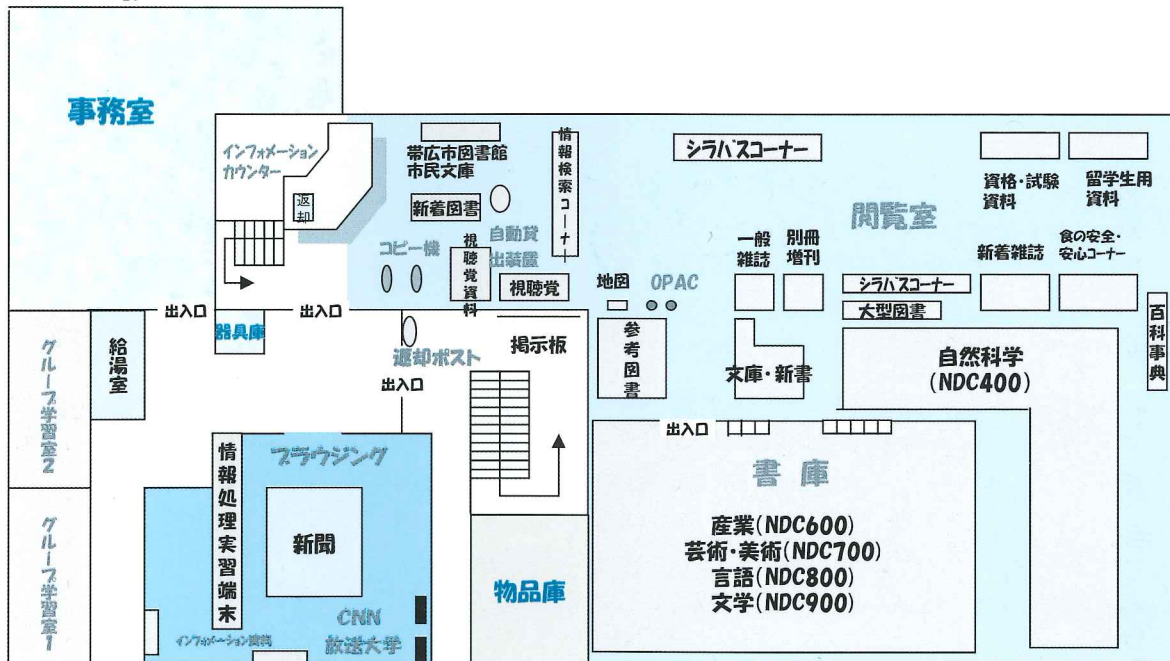 事務室
インフォメーション
カウンター
返却
帯広市図書館
市民文庫
新着図書
情報検索コーナー
シラバスコーナー
資格・試験
資料
留学生用
資料
閲覧室
コピー機
視聴覚資料
自動貸
出装置
視聴覚
地図
OPAC
一般
雑誌
別冊
増刊
新着雑誌
食の安全・
安心コーナー
シラバスコーナー
大型図書
百科事典
出入口
出入口
器具庫
返却ポスト
掲示板
参考図書
文庫・新書
自然科学
(NDC400)
グループ学習室2
給湯室
出入口
出入口
情報処理実習端末
ブラウジング
新聞
書庫
産業(NDC600)
芸術・美術(NDC700)
言語(NDC800)
文学(NDC900)
グループ学習室1
物品庫
CNN
放送大学
インフォメーション資料